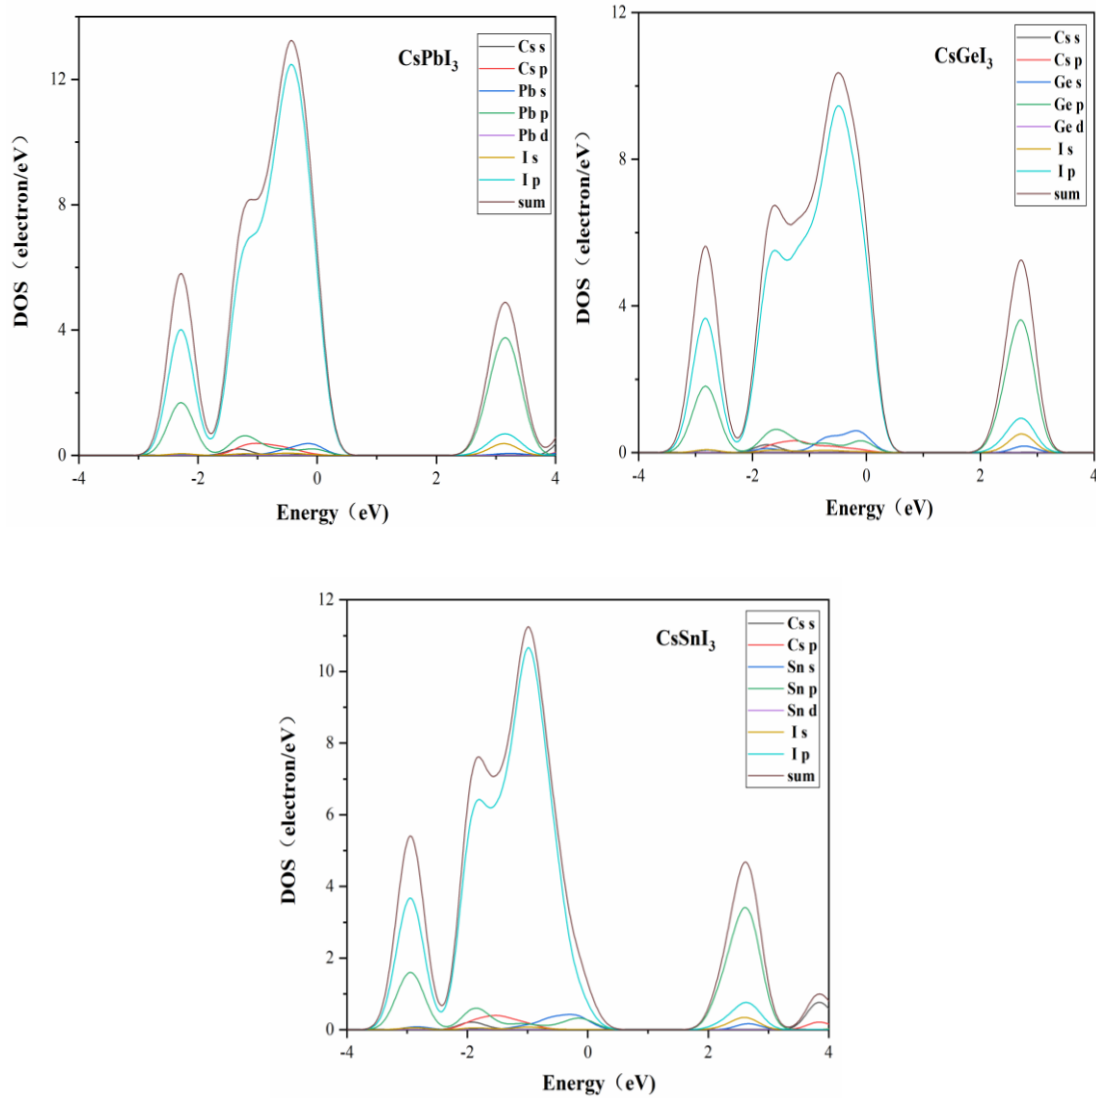 CsPbI3
Cs s
Cs p
Pb s
Pb p
Pb d
I s
I p
sum
DOS（electron/eV）
12
8
4
0
-4
-2
0
2
4
Energy（eV）
CsGeI3
Cs s
Cs p
Ge s
Ge p
Ge d
I s
I p
sum
DOS（electron/eV）
12
8
4
0
-4
-2
0
2
4
Energy（eV）
CsSnI3
Cs s
Cs p
Sn s
Sn p
Sn d
I s
I p
sum
DOS（electron/eV）
12
10
8
6
4
2
0
-4
-2
0
2
4
Energy（eV）